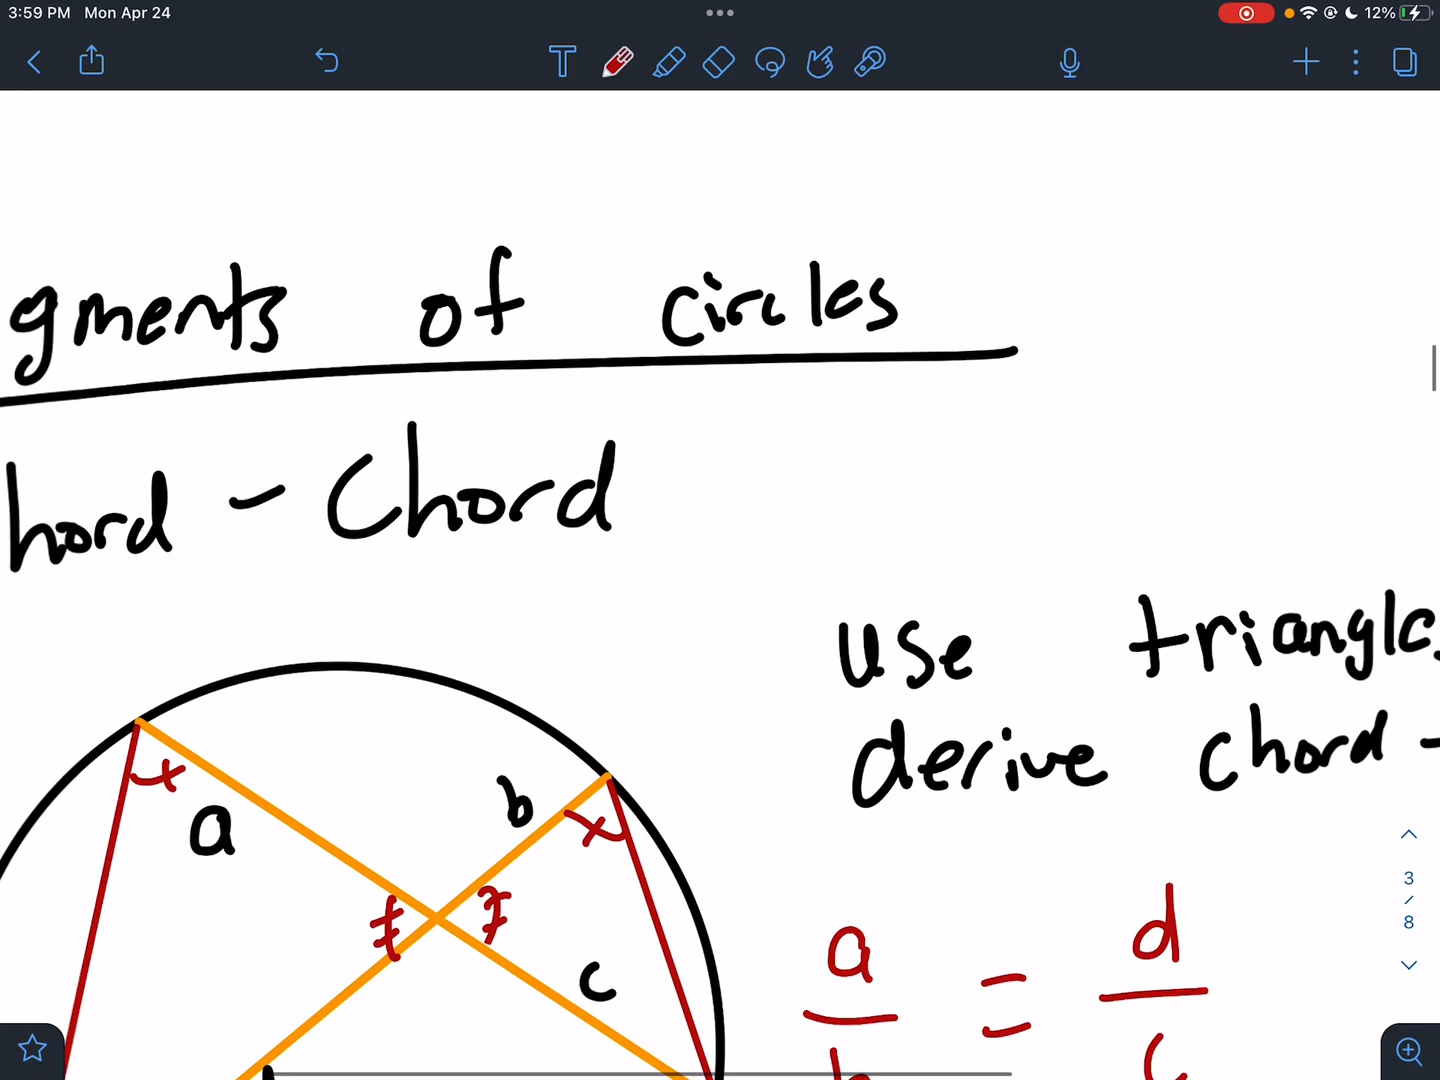 3:59 PM Mon Apr 24
12%
T
gments of circles
hord - Chord
use triangle
derive chord -
a
b
c
a = d
b c
3
/
8